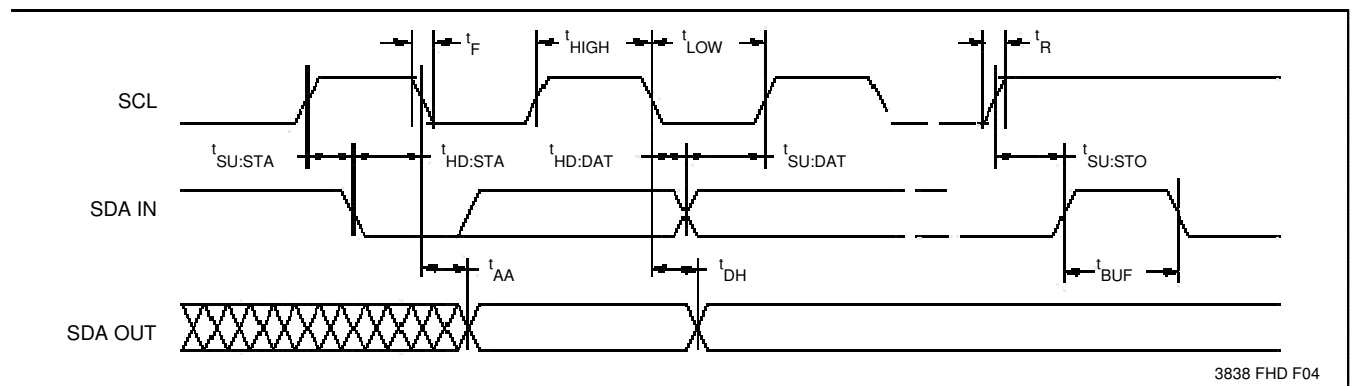 tF tHIGH tLOW tR
SCL
tSU:STA tHD:STA tHD:DAT tSU:DAT tSU:STO
SDA IN
tAA tDH tBUF
SDA OUT
3838 FHD F04